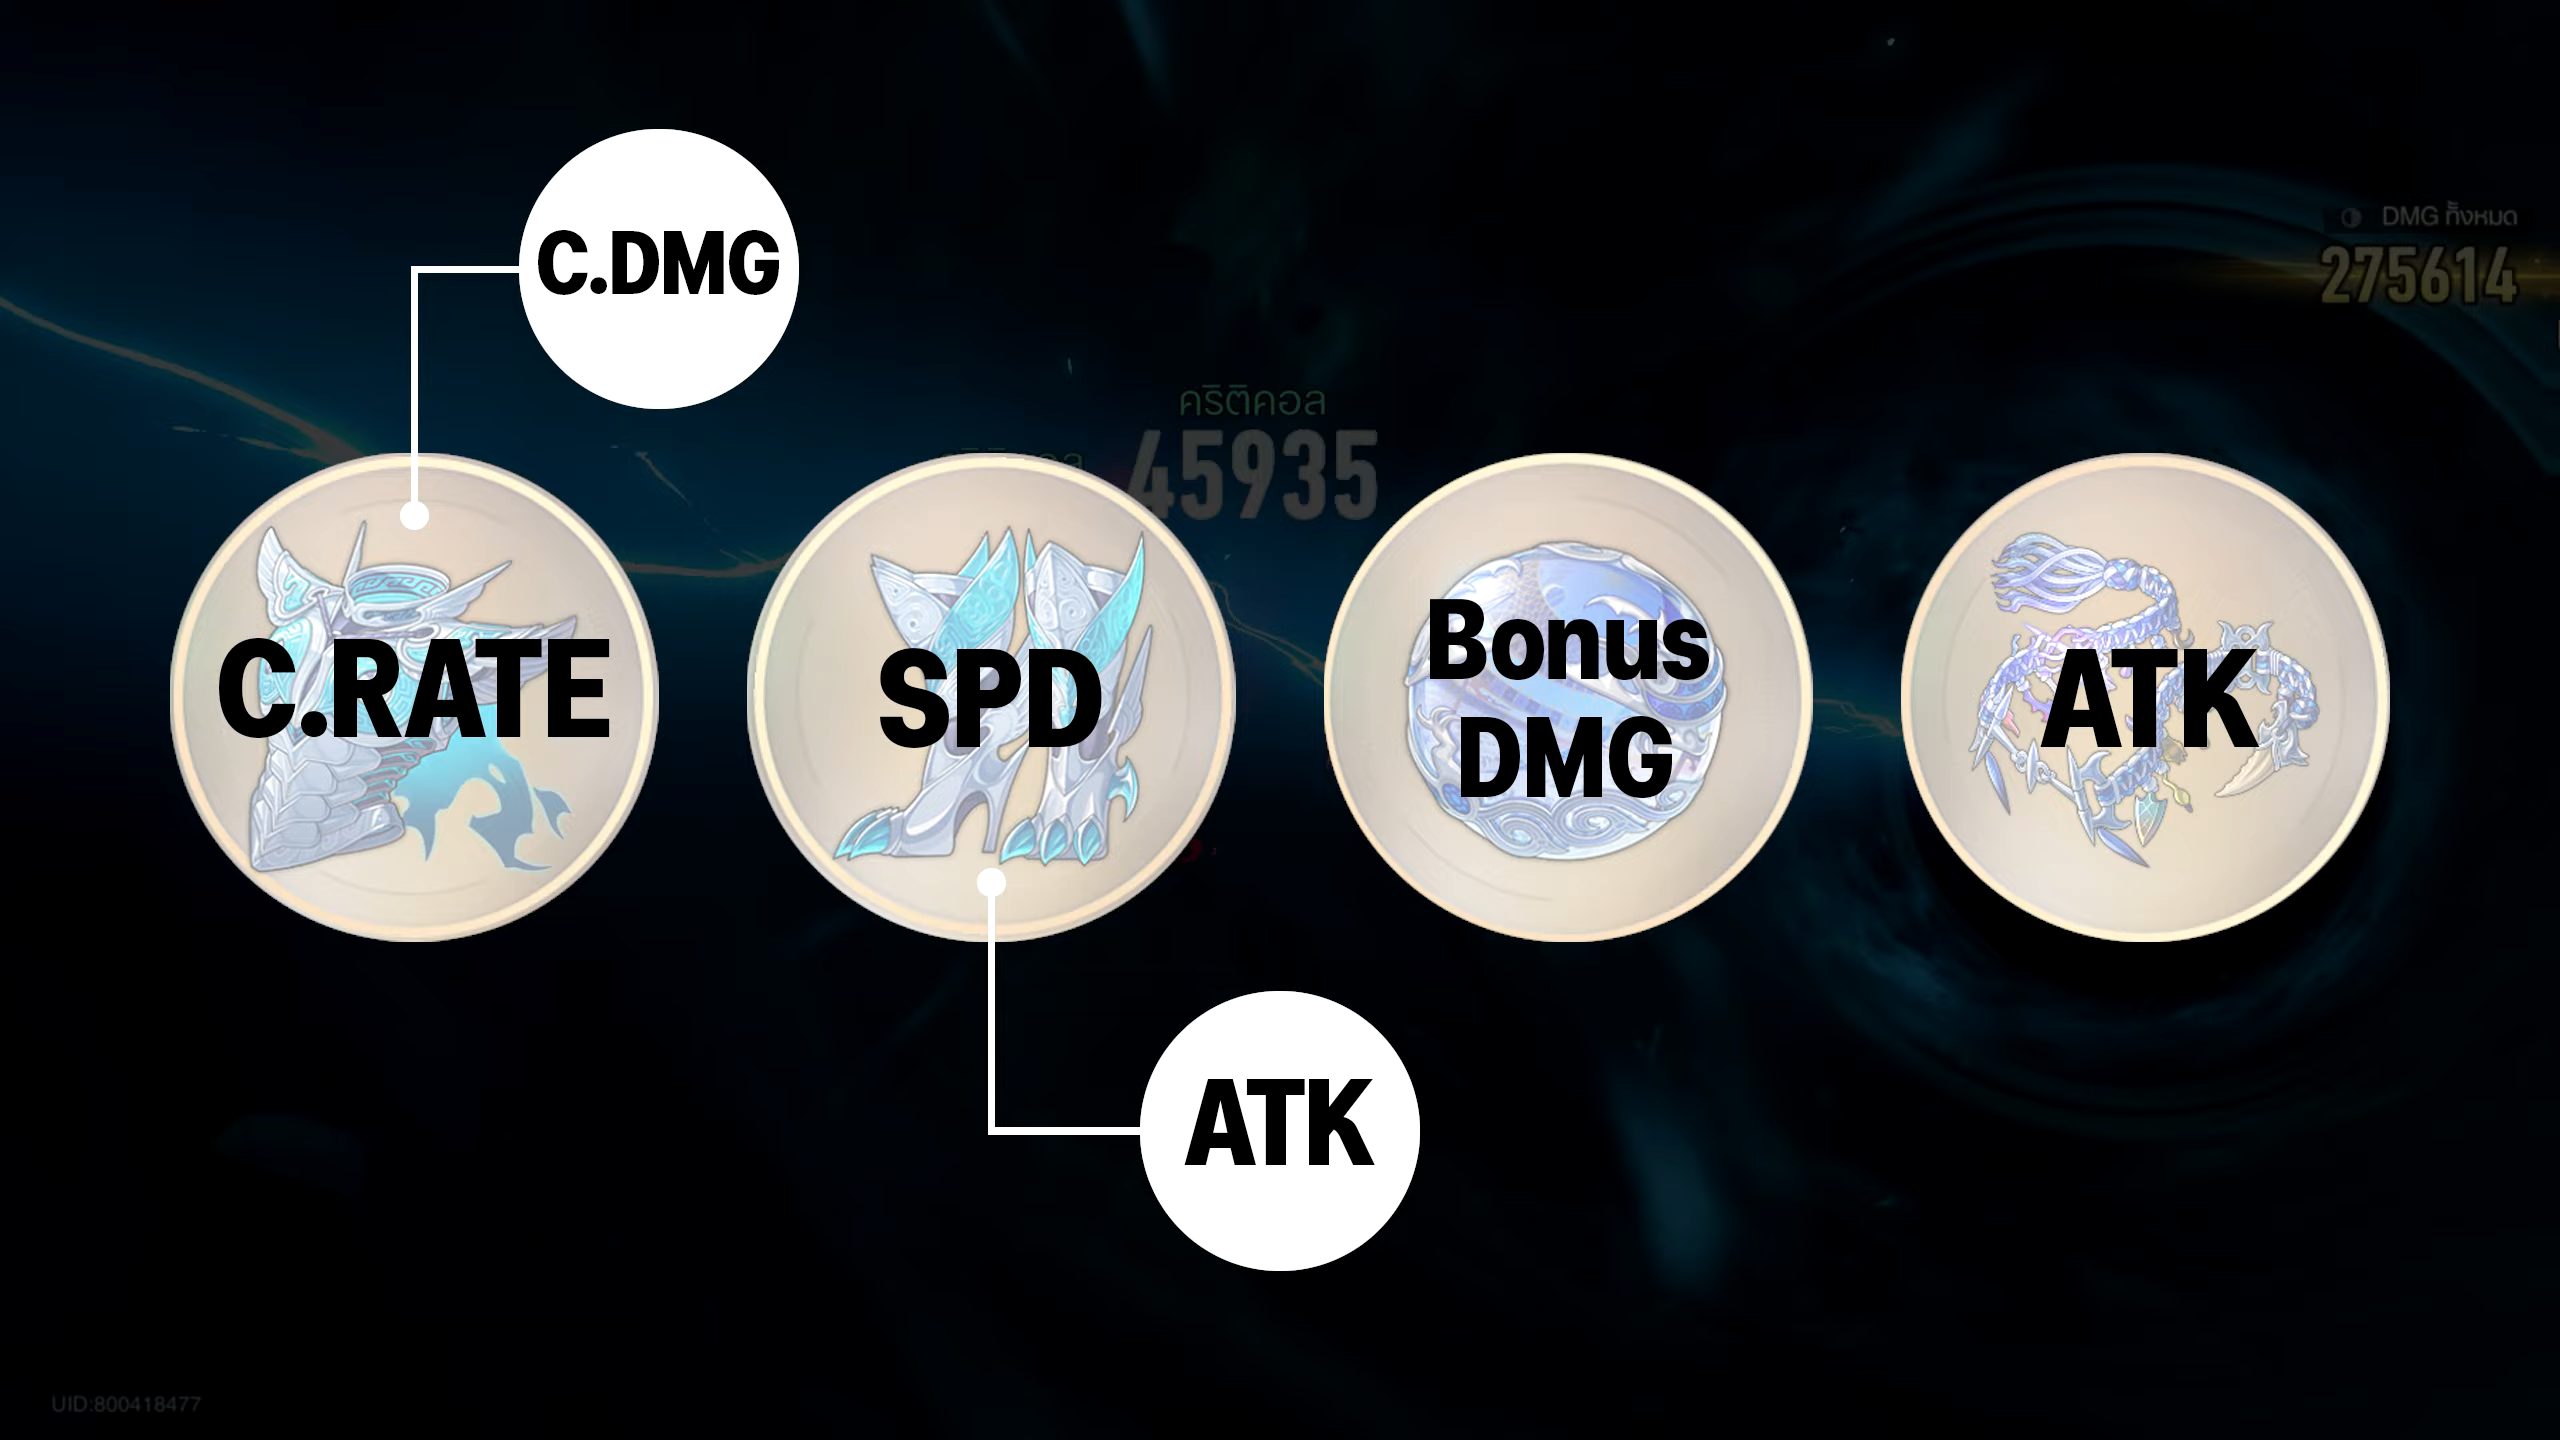 C.DMG
DMG ทั้งหมด
275614
คริติคอล
45935
C.RATE
SPD
Bonus
DMG
ATK
ATK
UID:800418477